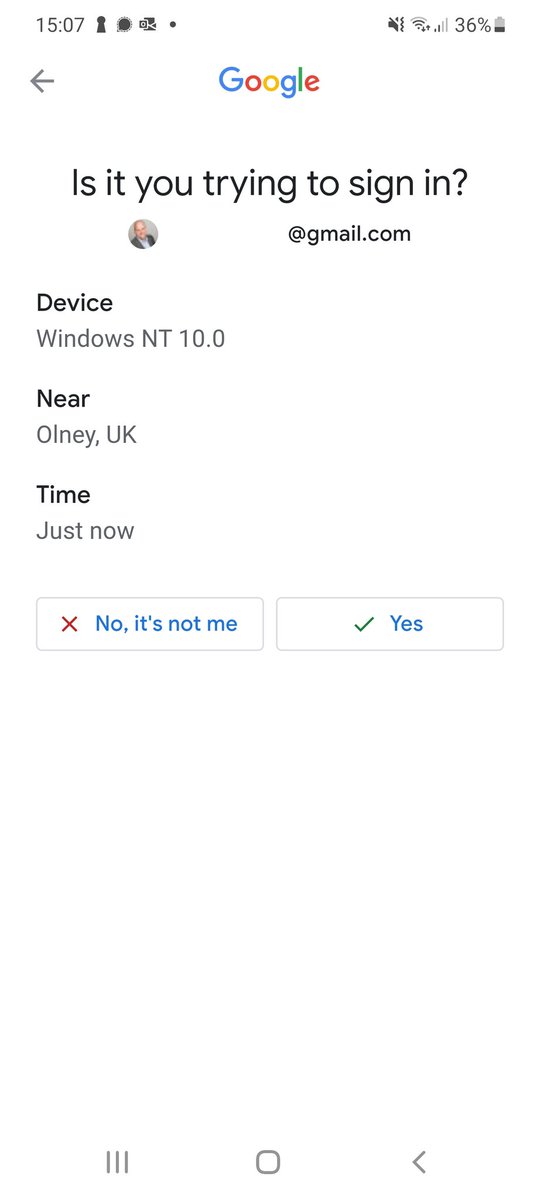 15:07
36%
Google
Is it you trying to sign in?
@gmail.com
Device
Windows NT 10.0
Near
Olney, UK
Time
Just now
No, it's not me
Yes